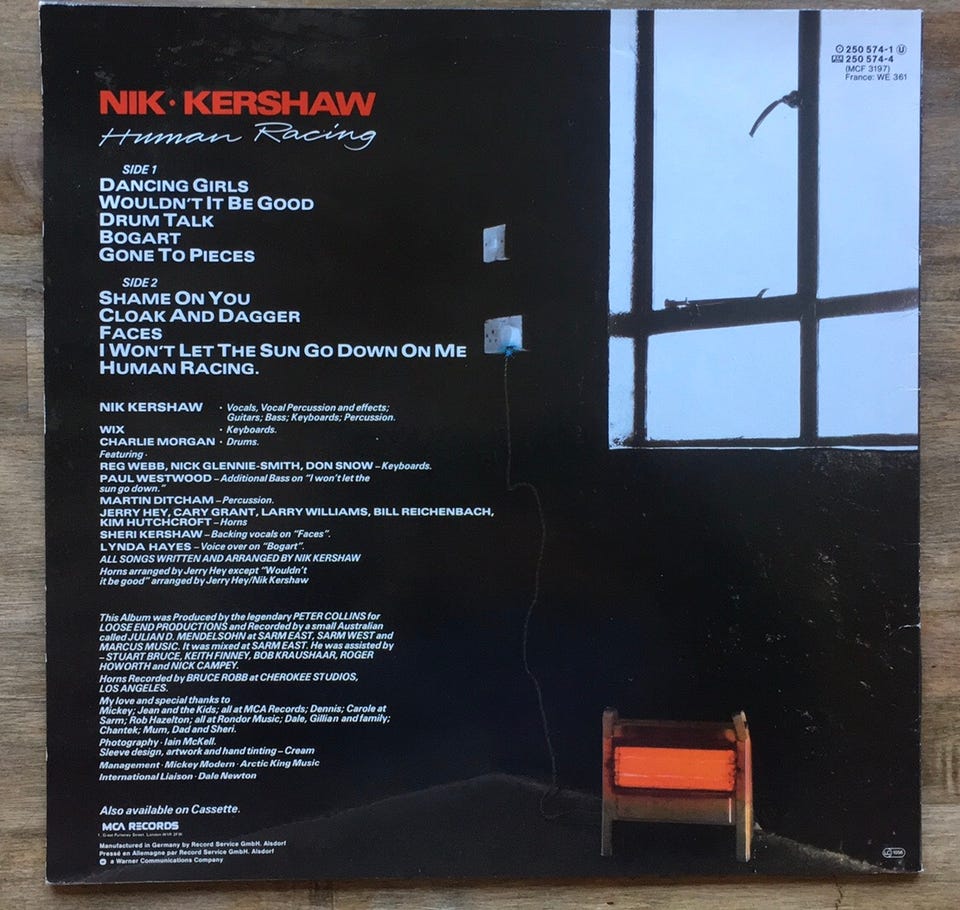 NIK·KERSHAW
Human Racing
SIDE 1
DANCING GIRLS
WOULDN'T IT BE GOOD
DRUM TALK
BOGART
GONE TO PIECES
SIDE 2
SHAME ON YOU
CLOAK AND DAGGER
FACES
I WON'T LET THE SUN GO DOWN ON ME
HUMAN RACING.
NIK KERSHAW · Vocals, Vocal Percussion and effects;
Guitars; Bass; Keyboards; Percussion.
WIX · Keyboards.
CHARLIE MORGAN · Drums.
Featuring ·
REG WEBB, NICK GLENNIE-SMITH, DON SNOW – Keyboards.
PAUL WESTWOOD – Additional Bass on "I won't let the
sun go down."
MARTIN DITCHAM – Percussion.
JERRY HEY, CARY GRANT, LARRY WILLIAMS, BILL REICHENBACH,
KIM HUTCHCROFT – Horns
SHERI KERSHAW – Backing vocals on "Faces".
LYNDA HAYES – Voice over on "Bogart".
ALL SONGS WRITTEN AND ARRANGED BY NIK KERSHAW
Horns arranged by Jerry Hey except "Wouldn't
it be good" arranged by Jerry Hey/Nik Kershaw
This Album was Produced by the legendary PETER COLLINS for
LOOSE END PRODUCTIONS and Recorded by a small Australian
called JULIAN D. MENDELSOHN at SARM EAST, SARM WEST and
MARCUS MUSIC. It was mixed at SARM EAST. He was assisted by
– STUART BRUCE, KEITH FINNEY, BOB KRAUSHAAR, ROGER
HOWORTH and NICK CAMPEY.
Horns Recorded by BRUCE ROBB at CHEROKEE STUDIOS,
LOS ANGELES.
My love and special thanks to
Mickey; Jean and the Kids; all at MCA Records; Dennis; Carole at
Sarm; Rob Hazelton; all at Rondor Music; Dale, Gillian and family;
Chantek; Mum, Dad and Sheri.
Photography · Iain McKell.
Sleeve design, artwork and hand tinting – Cream
Management · Mickey Modern · Arctic King Music
International Liaison · Dale Newton
Also available on Cassette.
MCA RECORDS
1, Great Pulteney Street, London W1R 3FW
Manufactured in Germany by Record Service GmbH. Alsdorf
Pressé en Allemagne par Record Service GmbH. Alsdorf
a Warner Communications Company
250 574-1 U
250 574-4
(MCF 3197)
France: WE 361
LC 1056